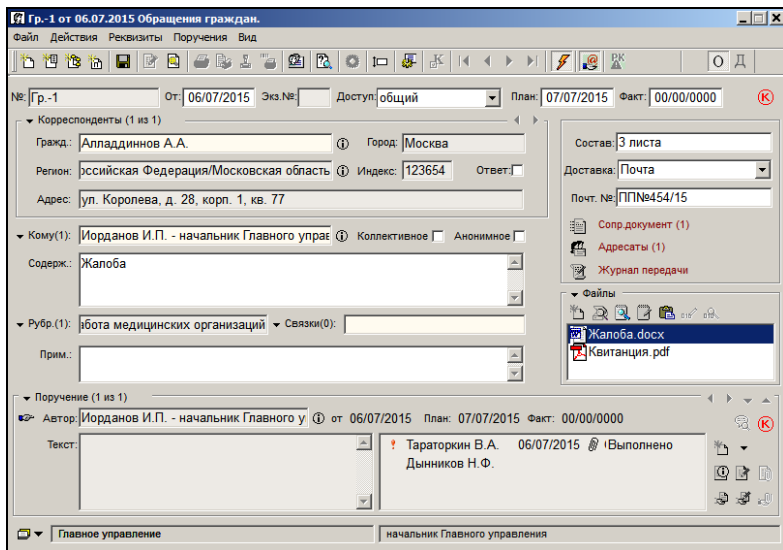 Гр.-1 от 06.07.2015 Обращения граждан.
Файл Действия Реквизиты Поручения Вид
РК О Д
№: Гр.-1 От: 06/07/2015 Экз.№: Доступ: общий План: 07/07/2015 Факт: 00/00/0000 К
Корреспонденты (1 из 1)
Гражд.: Алладдиннов А.А. Город: Москва
Регион: оссийская Федерация/Московская область Индекс: 123654 Ответ:
Адрес: ул. Королева, д. 28, корп. 1, кв. 77
Состав: 3 листа
Доставка: Почта
Почт. №: ПП№454/15
Сопр.документ (1)
Адресаты (1)
Журнал передачи
Кому(1): Иорданов И.П. - начальник Главного управ Коллективное Анонимное
Содерж.: Жалоба
Рубр.(1): абота медицинских организаций Связки(0):
Прим.:
Файлы
Жалоба.docx
Квитанция.pdf
Поручение (1 из 1)
Автор: Иорданов И.П. - начальник Главного у от 06/07/2015 План: 07/07/2015 Факт: 00/00/0000
К
Текст:
Тараторкин В.А. 06/07/2015 Выполнено
Дынников Н.Ф.
Главное управление начальник Главного управления